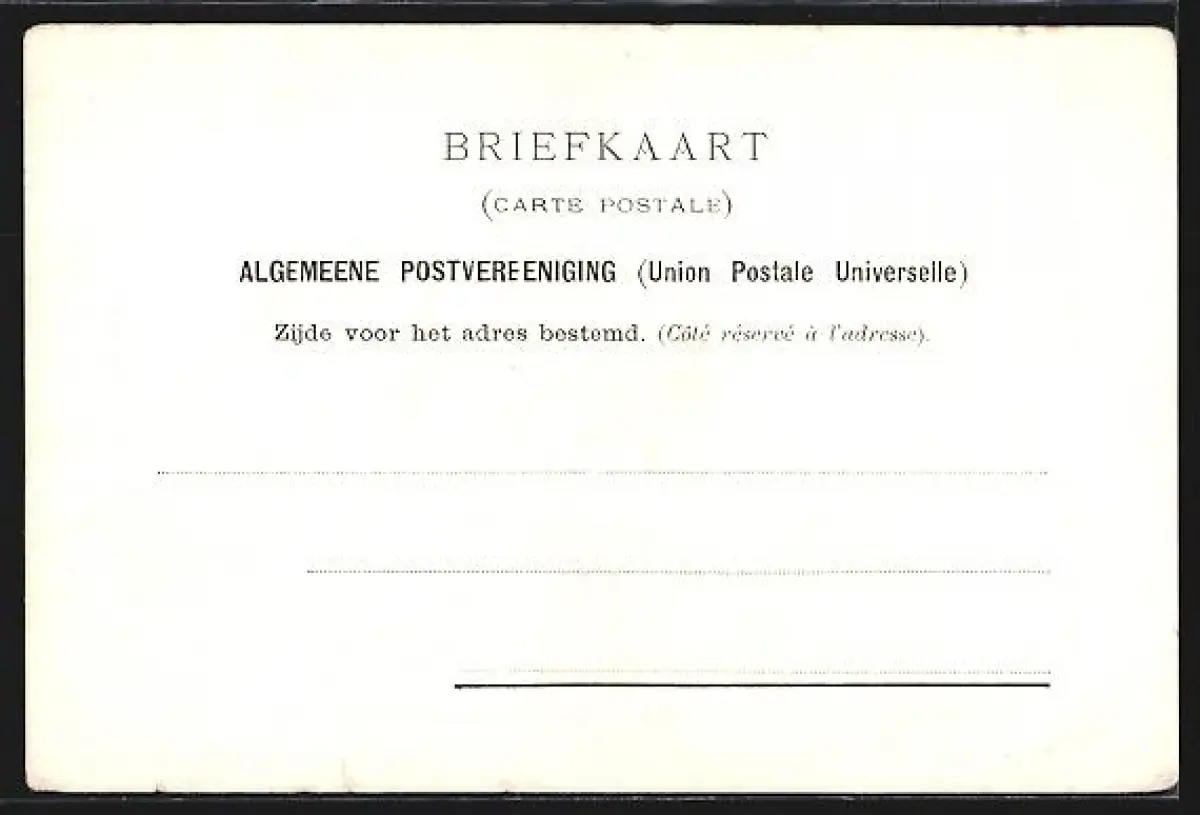 BRIEFKAART
(CARTE POSTALE)
ALGEMEENE POSTVEREENIGING (Union Postale Universelle)
Zijde voor het adres bestemd. (Côté réservé à l'adresse).